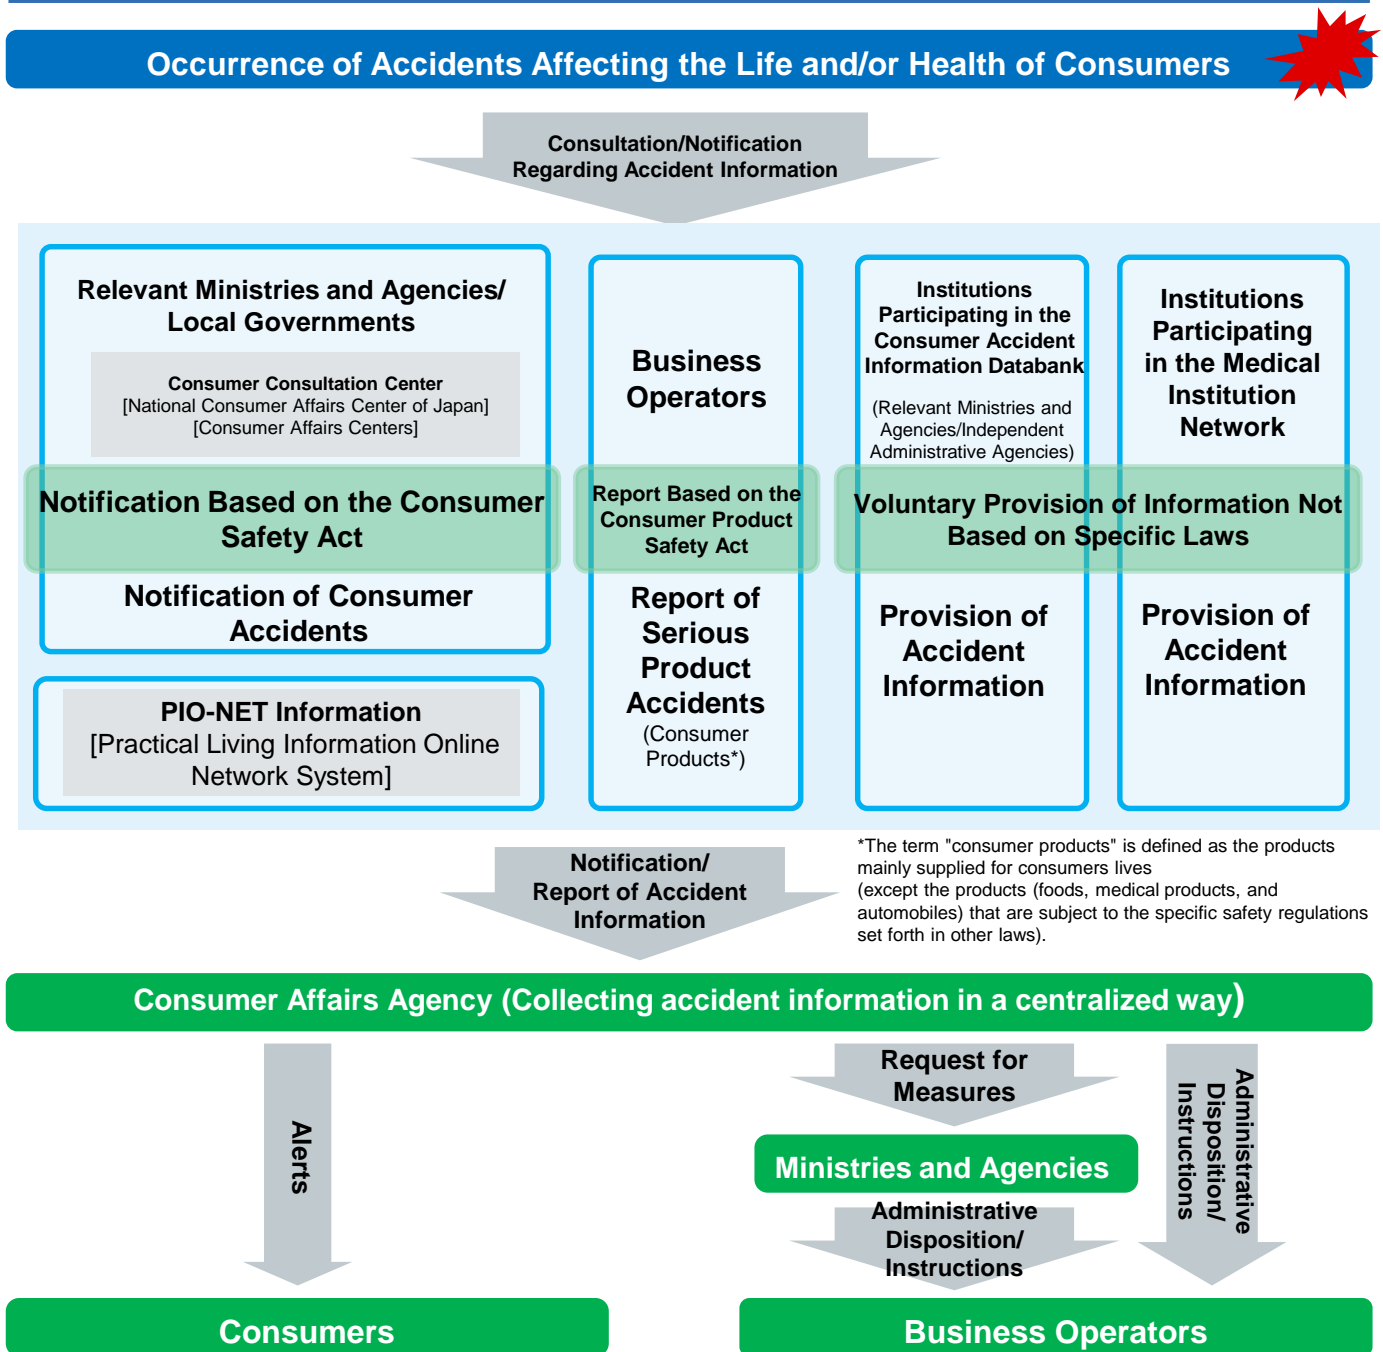 Occurrence of Accidents Affecting the Life and/or Health of Consumers
Consultation/Notification
Regarding Accident Information
Relevant Ministries and Agencies/
Local Governments
Consumer Consultation Center
[National Consumer Affairs Center of Japan]
[Consumer Affairs Centers]
Notification Based on the Consumer
Safety Act
Notification of Consumer
Accidents
PIO-NET Information
[Practical Living Information Online
Network System]
Business
Operators
Report Based on the
Consumer Product
Safety Act
Report of
Serious
Product
Accidents
(Consumer
Products*)
Institutions
Participating in the
Consumer Accident
Information Databank
(Relevant Ministries and
Agencies/Independent
Administrative Agencies)
Institutions
Participating
in the Medical
Institution
Network
Voluntary Provision of Information Not
Based on Specific Laws
Provision of
Accident
Information
Provision of
Accident
Information
*The term "consumer products" is defined as the products
mainly supplied for consumers lives
(except the products (foods, medical products, and
automobiles) that are subject to the specific safety regulations
set forth in other laws).
Notification/
Report of Accident
Information
Consumer Affairs Agency (Collecting accident information in a centralized way)
Alerts
Request for
Measures
Ministries and Agencies
Administrative
Disposition/
Instructions
Administrative
Disposition/
Instructions
Consumers
Business Operators